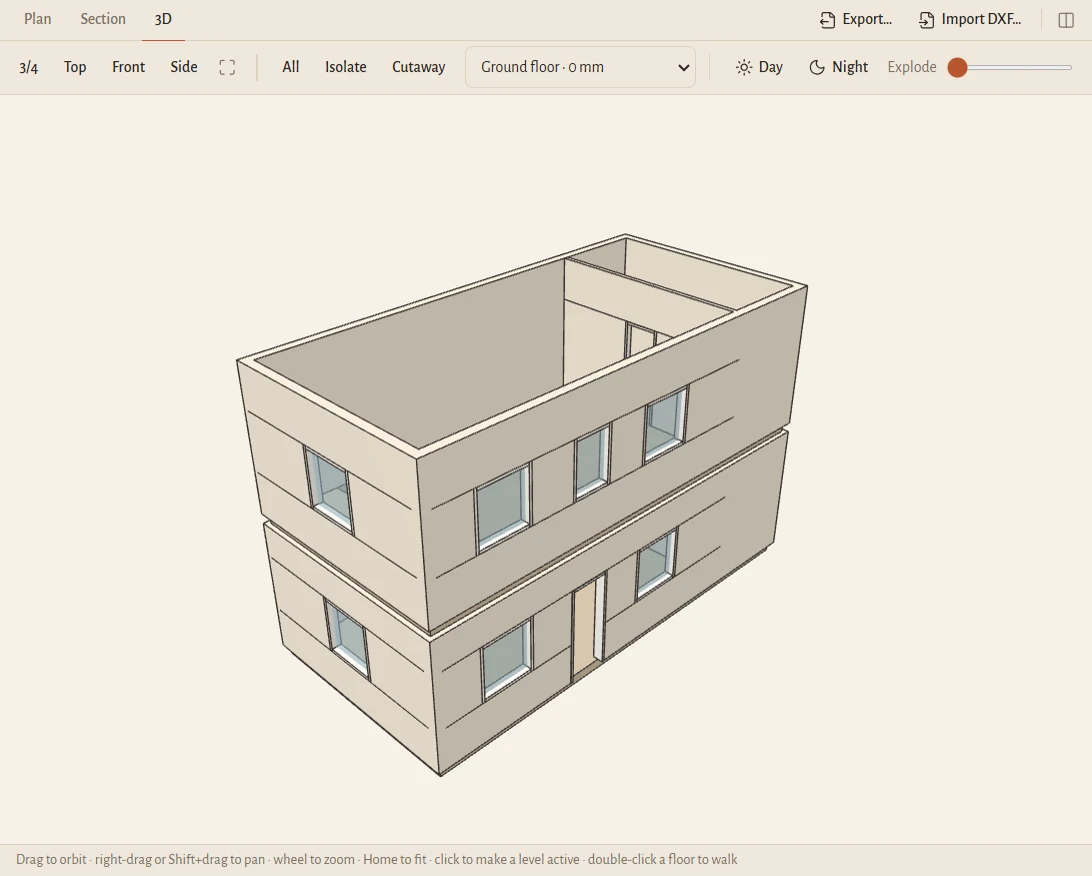 Plan Section 3D Export... Import DXF...
3/4 Top Front Side All Isolate Cutaway Ground floor · 0 mm Day Night Explode
Drag to orbit · right-drag or Shift+drag to pan · wheel to zoom · Home to fit · click to make a level active · double-click a floor to walk